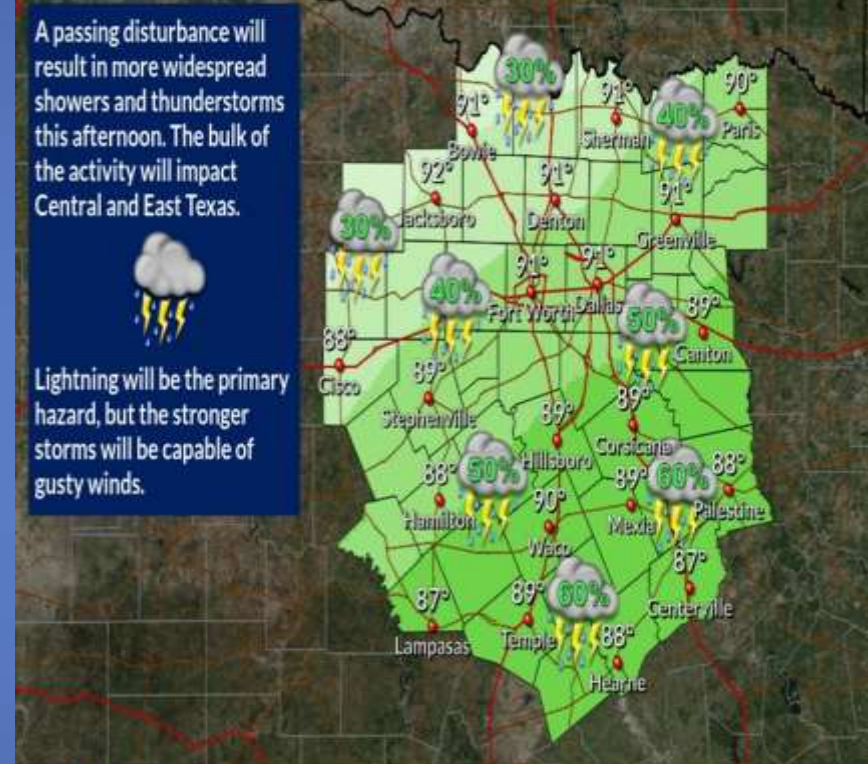 A passing disturbance will
result in more widespread
showers and thunderstorms
this afternoon. The bulk of
the activity will impact
Central and East Texas.
Lightning will be the primary
hazard, but the stronger
storms will be capable of
gusty winds.
30%
91°
Bowie
91°
Sherman
40%
90°
Paris
92°
Jacksboro
91°
Denton
91°
Greenville
30%
40%
91°
Fort Worth
91°
Dallas
50%
89°
Canton
88°
Cisco
89°
Stephenville
89°
Hillsboro
89°
Corsicana
88°
Hamilton
50%
90°
Waco
89°
Mexia
60%
88°
Palestine
87°
Lampasas
89°
Temple
60%
88°
Hearne
87°
Centerville